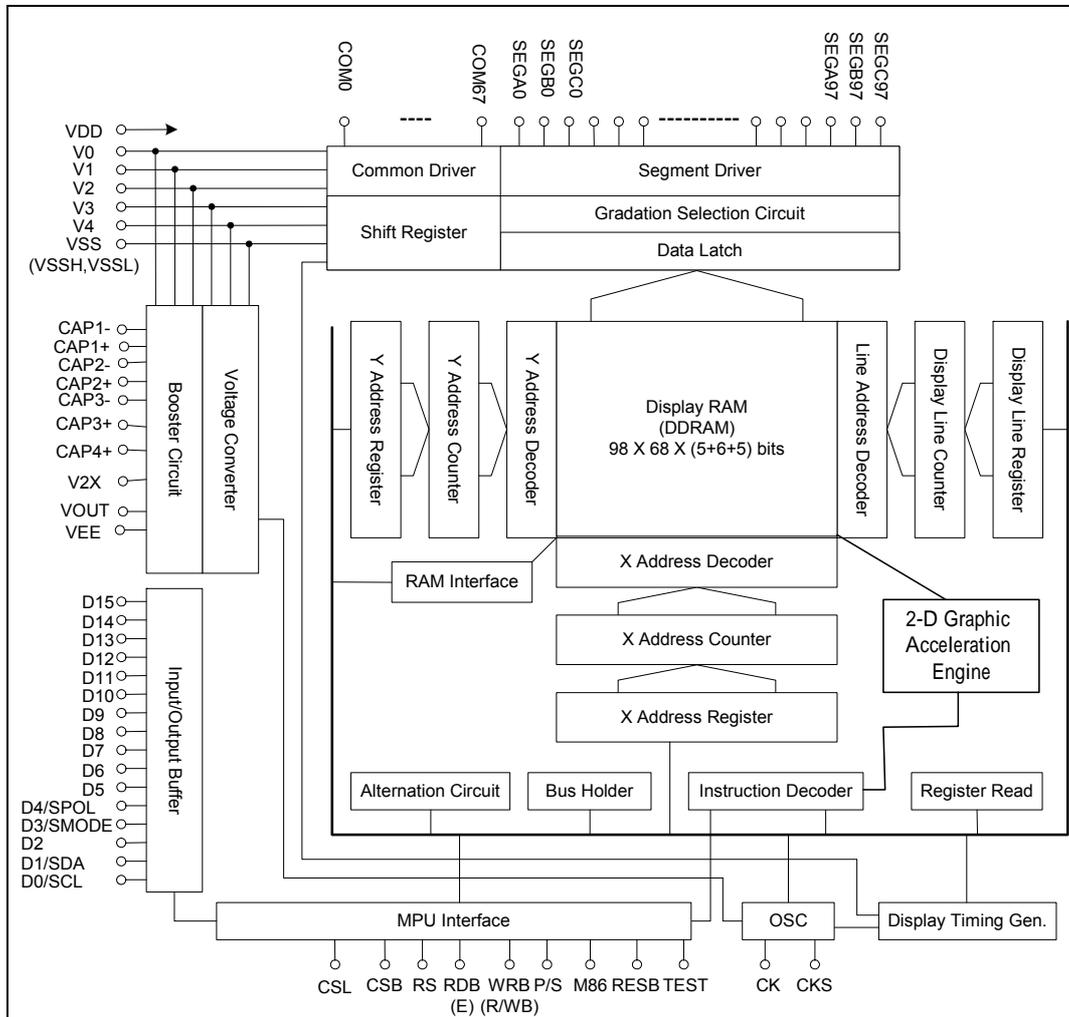 COM0
COM67
SEGA0
SEGB0
SEGC0
SEGA97
SEGB97
SEGC97
VDD
V0
V1
V2
V3
V4
VSS
(VSSH,VSSL)
Common Driver
Segment Driver
Shift Register
Gradation Selection Circuit
Data Latch
CAP1-
CAP1+
CAP2-
CAP2+
CAP3-
CAP3+
CAP4+
V2X
VOUT
VEE
Booster Circuit
Voltage Converter
Y Address Register
Y Address Counter
Y Address Decoder
Display RAM
(DDRAM)
98 X 68 X (5+6+5) bits
Line Address Decoder
Display Line Counter
Display Line Register
RAM Interface
X Address Decoder
X Address Counter
X Address Register
2-D Graphic
Acceleration
Engine
D15
D14
D13
D12
D11
D10
D9
D8
D7
D6
D5
D4/SPOL
D3/SMODE
D2
D1/SDA
D0/SCL
Input/Output Buffer
Alternation Circuit
Bus Holder
Instruction Decoder
Register Read
MPU Interface
OSC
Display Timing Gen.
CSL
CSB
RS
RDB
(E)
WRB
(R/WB)
P/S
M86
RESB
TEST
CK
CKS